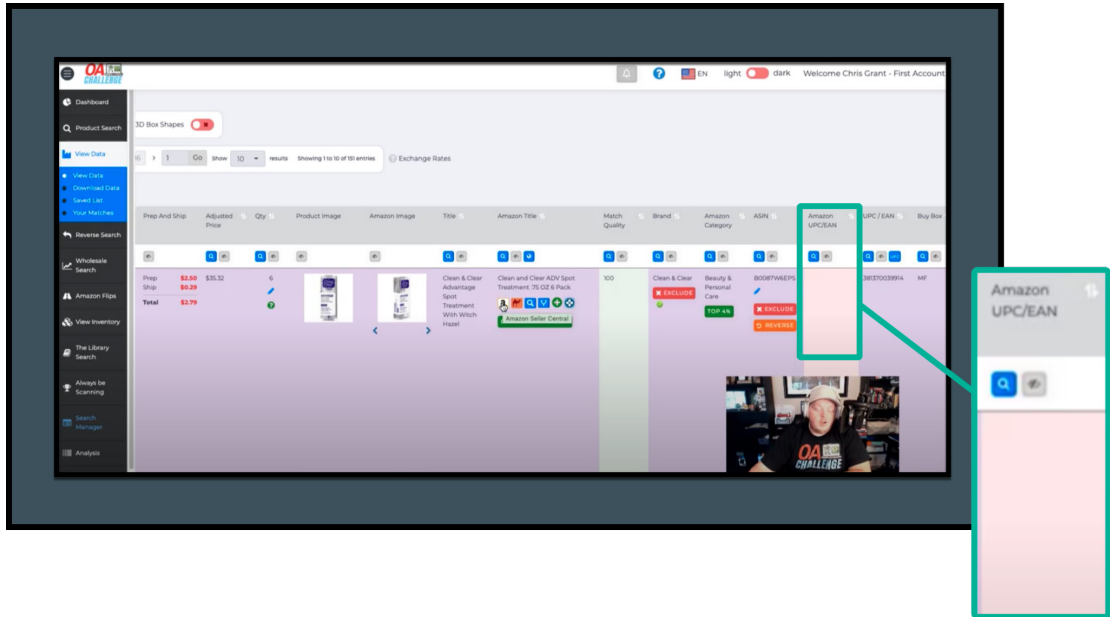 OA
CHALLENGE
EN light dark Welcome Chris Grant - First Account
Dashboard
Product Search
View Data
View Data
Download Data
Saved List
Your Matches
Reverse Search
Wholesale
Search
Amazon Flips
View Inventory
The Library
Search
Always be
Scanning
Search
Manager
Analysis
3D Box Shapes
1 Go Show 10 results Showing 1 to 10 of 151 entries Exchange Rates
Prep And Ship
Adjusted
Price
Qty
Product Image
Amazon Image
Title
Amazon Title
Match
Quality
Brand
Amazon
Category
ASIN
Amazon
UPC/EAN
UPC / EAN
Buy Box
Prep $2.50
Ship $0.29
Total $2.79
$35.32
6
Clean & Clear
Advantage
Spot
Treatment
With Witch
Hazel
Clean and Clear ADV Spot
Treatment .75 OZ 6 Pack
Amazon Seller Central
100
Clean & Clear
EXCLUDE
Beauty &
Personal
Care
TOP 4%
B0087W6EPS
EXCLUDE
REVERSE
381370039914
MF
OA
CHALLENGE
Amazon
UPC/EAN